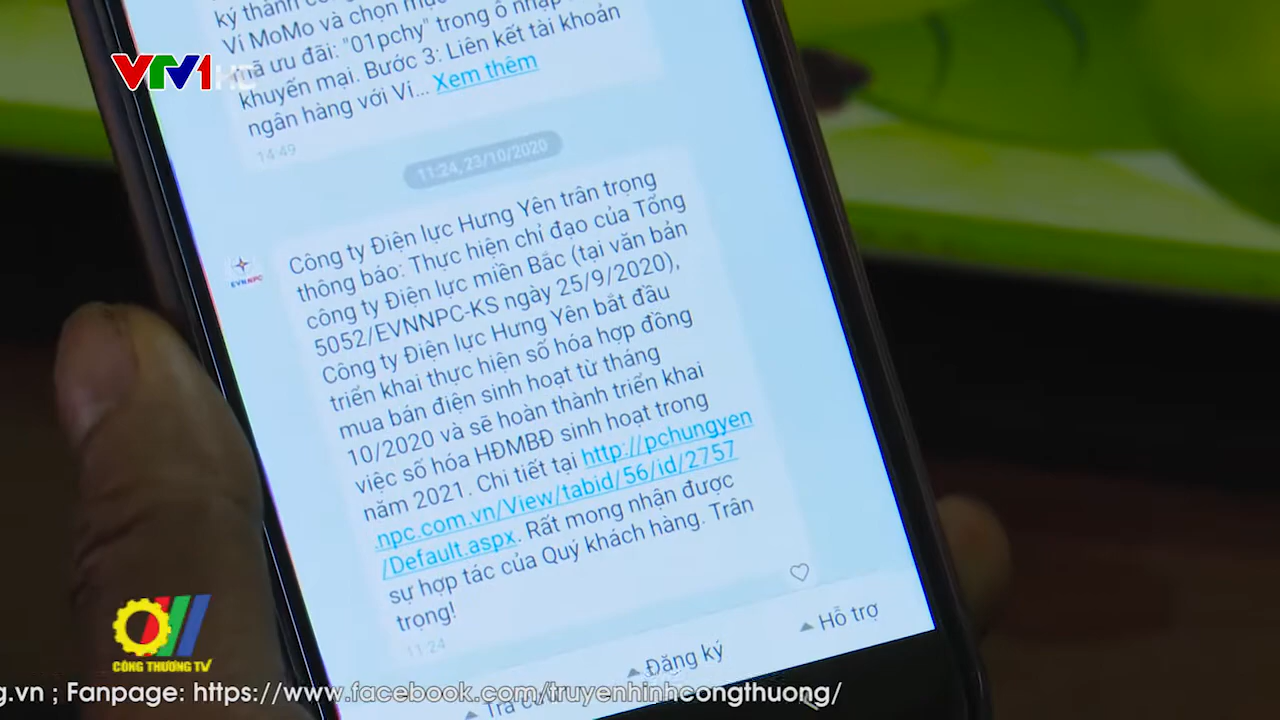 ký thành
Ví MoMo và chọn mục
mã ưu đãi: "01pchy" trong ô nhập
khuyến mại. Bước 3: Liên kết tài khoản
ngân hàng với Ví... Xem thêm
14:49
VTV1 HD
11:24, 23/10/2020
EVNNPC
Công ty Điện lực Hưng Yên trân trọng
thông báo: Thực hiện chỉ đạo của Tổng
công ty Điện lực miền Bắc (tại văn bản
5052/EVNNPC-KS ngày 25/9/2020),
Công ty Điện lực Hưng Yên bắt đầu
triển khai thực hiện số hóa hợp đồng
mua bán điện sinh hoạt từ tháng
10/2020 và sẽ hoàn thành triển khai
việc số hóa HĐMBĐ sinh hoạt trong
năm 2021. Chi tiết tại http://pchungyen
.npc.com.vn/View/tabid/56/id/2757
/Default.aspx. Rất mong nhận được
sự hợp tác của Quý khách hàng. Trân
trọng!
11:24
Hỗ trợ
Đăng ký
CÔNG THƯƠNG TV
g.vn ; Fanpage: https://www.facebook.com/truyenhinhcongthuong/